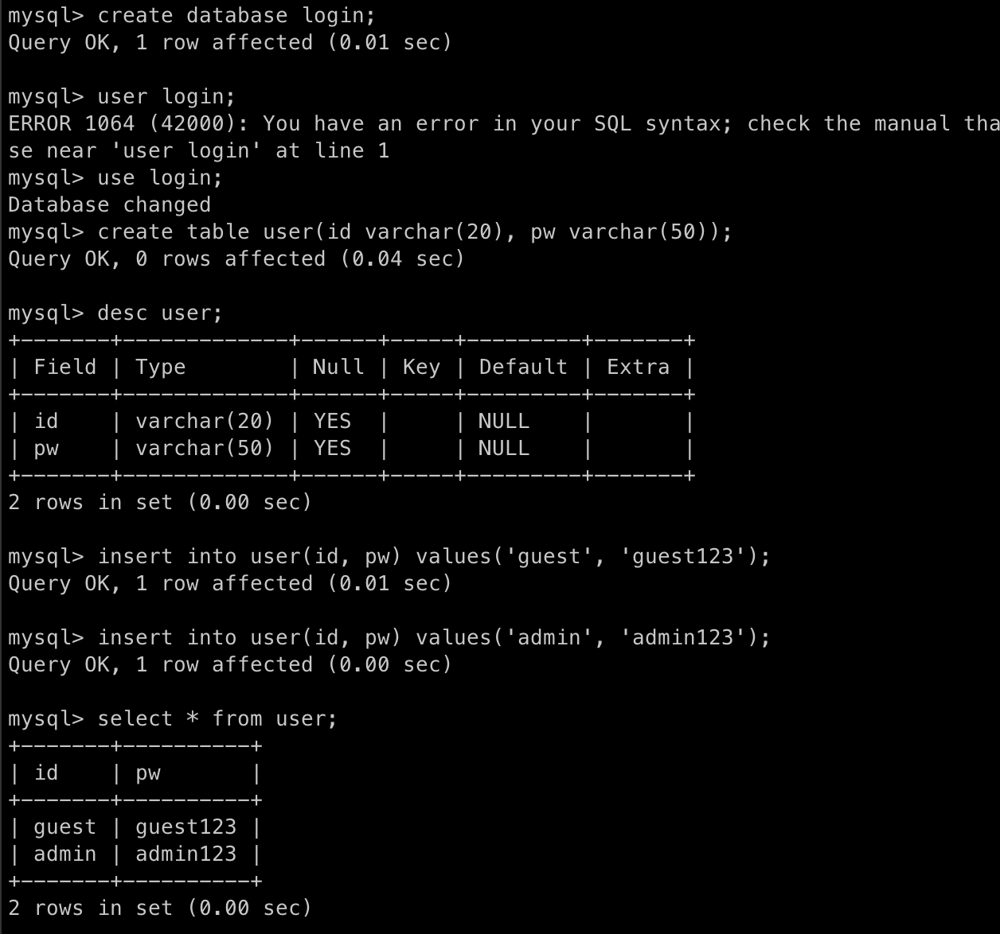 mysql> create database login;
Query OK, 1 row affected (0.01 sec)
mysql> user login;
ERROR 1064 (42000): You have an error in your SQL syntax; check the manual tha
se near 'user login' at line 1
mysql> use login;
Database changed
mysql> create table user(id varchar(20), pw varchar(50));
Query OK, 0 rows affected (0.04 sec)
mysql> desc user;
+-------+-------------+------+-----+---------+-------+
| Field | Type        | Null | Key | Default | Extra |
+-------+-------------+------+-----+---------+-------+
| id    | varchar(20) | YES  |     | NULL    |       |
| pw    | varchar(50) | YES  |     | NULL    |       |
+-------+-------------+------+-----+---------+-------+
2 rows in set (0.00 sec)
mysql> insert into user(id, pw) values('guest', 'guest123');
Query OK, 1 row affected (0.01 sec)
mysql> insert into user(id, pw) values('admin', 'admin123');
Query OK, 1 row affected (0.00 sec)
mysql> select * from user;
+-------+----------+
| id    | pw       |
+-------+----------+
| guest | guest123 |
| admin | admin123 |
+-------+----------+
2 rows in set (0.00 sec)